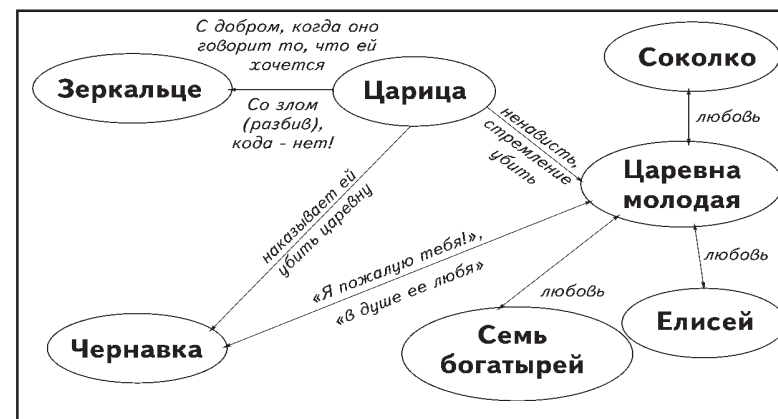 С добром, когда оно
говорит то, что ей
хочется
Зеркальце
Царица
Соколко
Со злом
(разбив),
кода - нет!
ненависть,
стремление
убить
любовь
Царевна
молодая
наказывает ей
убить царевну
«Я пожалую тебя!»,
«в душе ее любя»
любовь
любовь
Чернавка
Семь
богатырей
Елисей